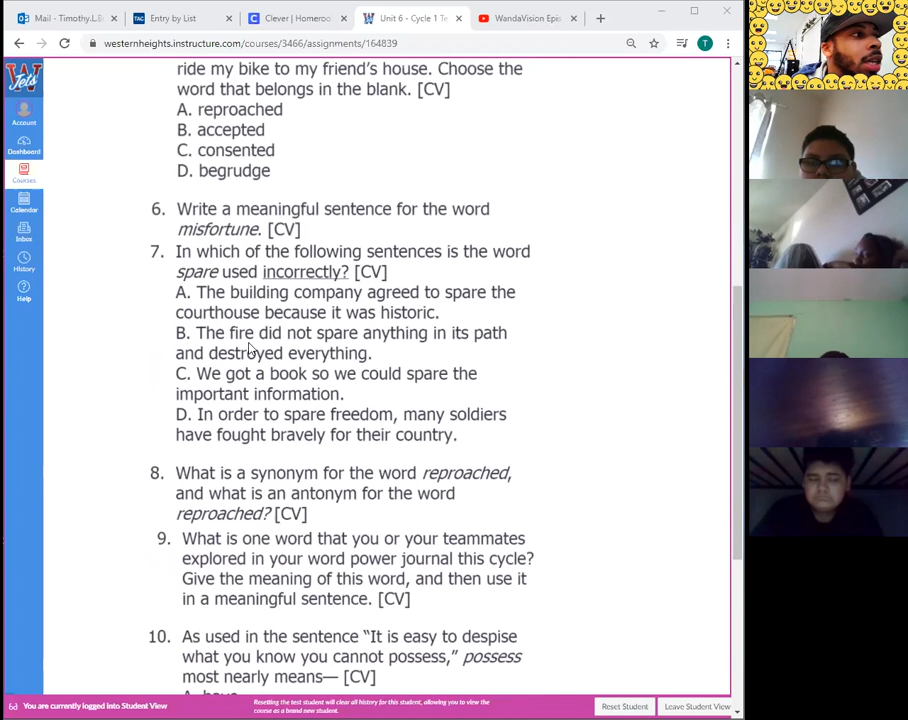 Mail - Timothy.LB
TAC
Entry by List
Clever | Homeroo
Unit 6 - Cycle 1 Te
WandaVision Epis
westernheights.instructure.com/courses/3466/assignments/164839
T
W
Jets
Account
Dashboard
Courses
Calendar
Inbox
History
Help
ride my bike to my friend's house. Choose the
word that belongs in the blank. [CV]
A. reproached
B. accepted
C. consented
D. begrudge
6. Write a meaningful sentence for the word
misfortune. [CV]
7. In which of the following sentences is the word
spare used incorrectly? [CV]
A. The building company agreed to spare the
courthouse because it was historic.
B. The fire did not spare anything in its path
and destroyed everything.
C. We got a book so we could spare the
important information.
D. In order to spare freedom, many soldiers
have fought bravely for their country.
8. What is a synonym for the word reproached,
and what is an antonym for the word
reproached? [CV]
9. What is one word that you or your teammates
explored in your word power journal this cycle?
Give the meaning of this word, and then use it
in a meaningful sentence. [CV]
10. As used in the sentence "It is easy to despise
what you know you cannot possess," possess
most nearly means— [CV]
A. have
You are currently logged into Student View
Resetting the test student will clear all history for this student, allowing you to view the
course as a brand new student.
Reset Student
Leave Student View